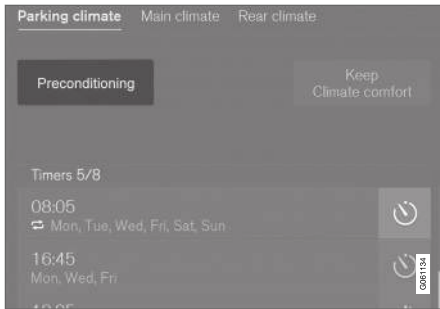 Parking climate Main climate Rear climate
Preconditioning
Keep
Climate comfort
Timers 5/8
08:05
Mon, Tue, Wed, Fri, Sat, Sun
16:45
Mon, Wed, Fri
G061134